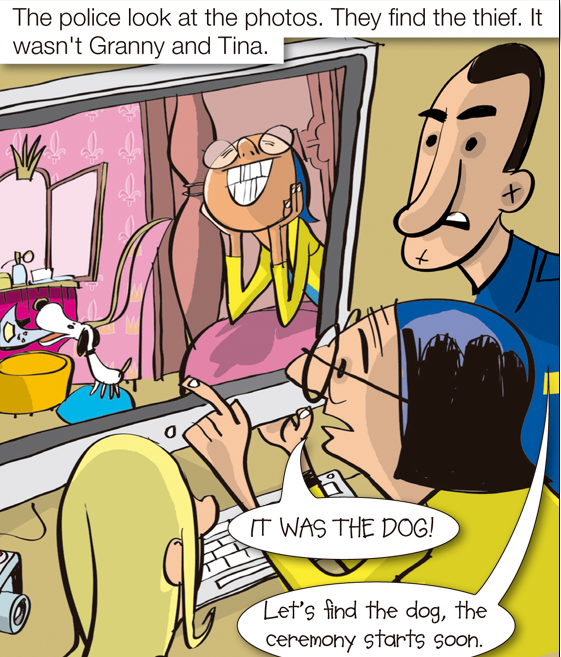 The police look at the photos. They find the thief. It
wasn't Granny and Tina.
IT WAS THE DOG!
Let's find the dog, the
ceremony starts soon.